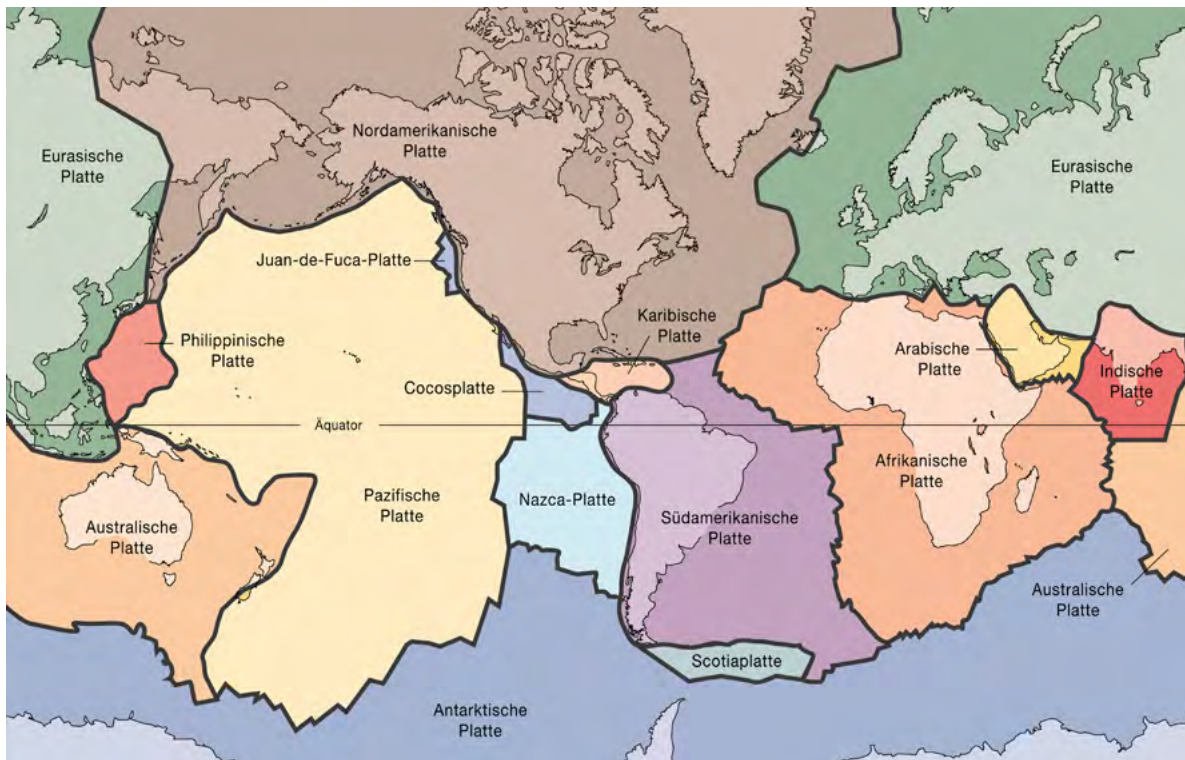 Nordamerikanische
Platte
Eurasische
Platte
Eurasische
Platte
Juan-de-Fuca-Platte
Karibische
Platte
Philippinische
Platte
Arabische
Platte
Indische
Platte
Cocosplatte
Äquator
Afrikanische
Platte
Pazifische
Platte
Nazca-Platte
Australische
Platte
Südamerikanische
Platte
Australische
Platte
Scotiaplatte
Antarktische
Platte